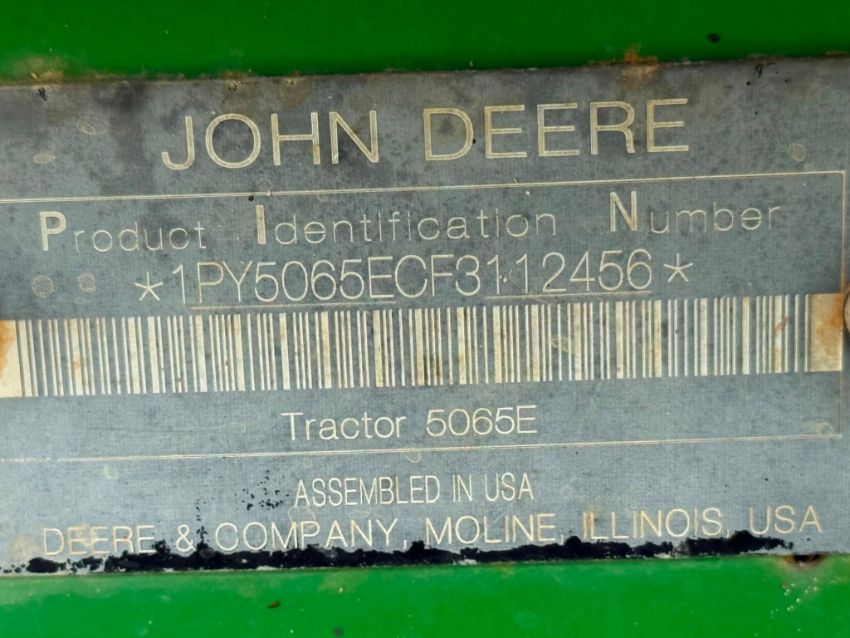 JOHN DEERE
Product Identification Number
*1PY5065ECF3112456*
Tractor 5065E
ASSEMBLED IN USA
DEERE & COMPANY, MOLINE, ILLINOIS, USA